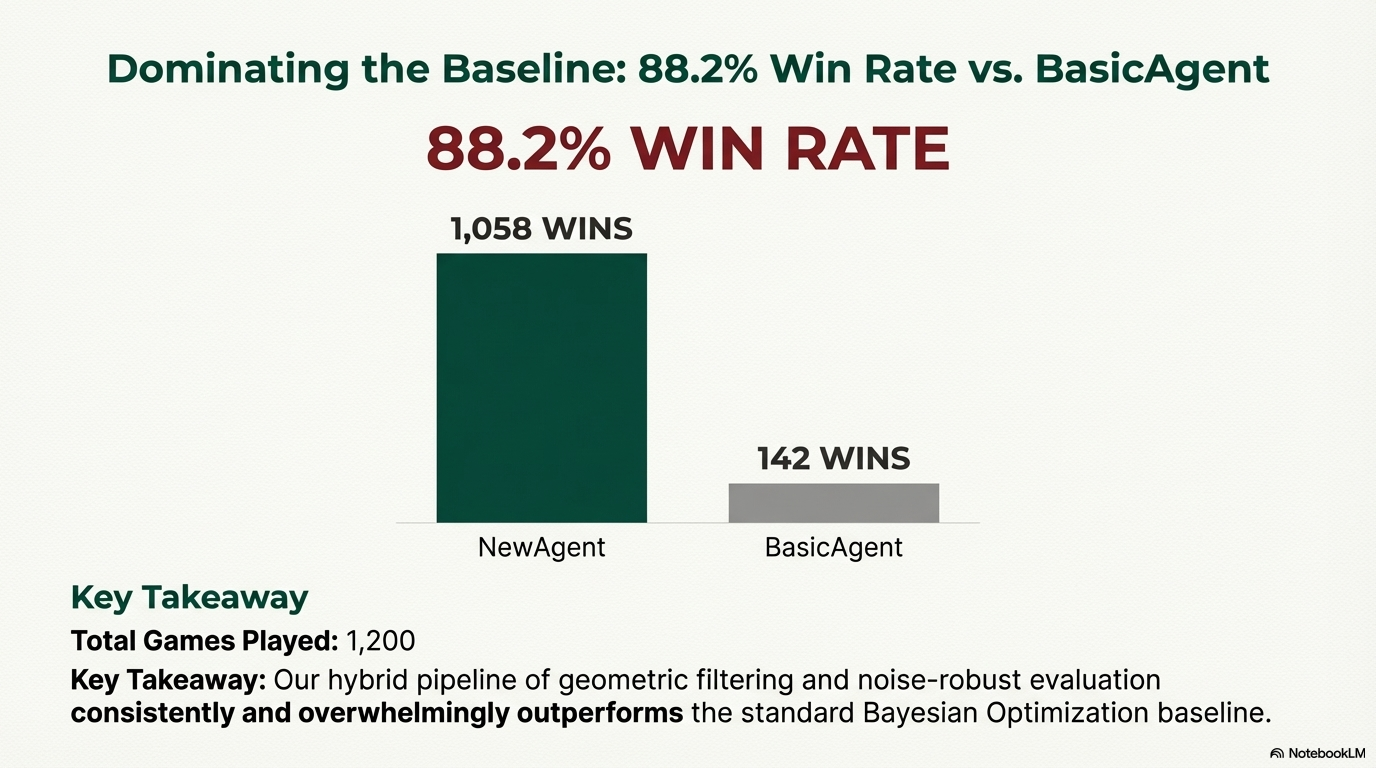 Dominating the Baseline: 88.2% Win Rate vs. BasicAgent
88.2% WIN RATE
1,058 WINS
142 WINS
NewAgent
BasicAgent
Key Takeaway
Total Games Played: 1,200
Key Takeaway: Our hybrid pipeline of geometric filtering and noise-robust evaluation
consistently and overwhelmingly outperforms the standard Bayesian Optimization baseline.
NotebookLM